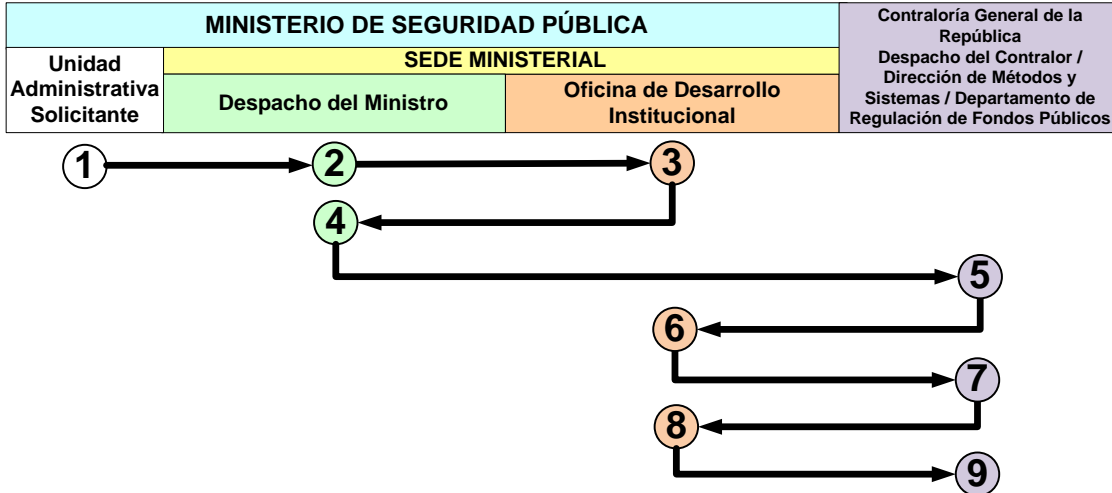 MINISTERIO DE SEGURIDAD PÚBLICA
Contraloría General de la
República
Despacho del Contralor /
Dirección de Métodos y
Sistemas / Departamento de
Regulación de Fondos Públicos
Unidad
Administrativa
Solicitante
SEDE MINISTERIAL
Despacho del Ministro
Oficina de Desarrollo
Institucional
1
2
3
4
5
6
7
8
9